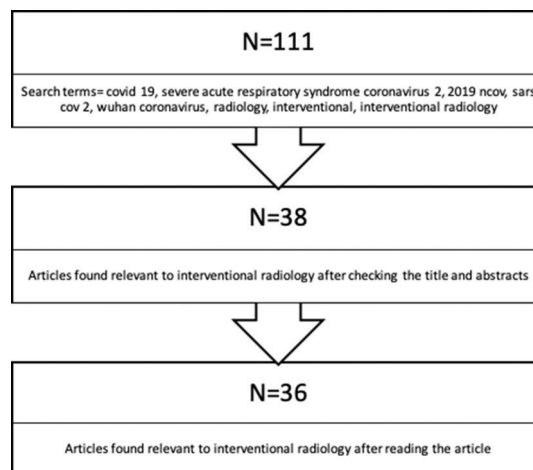 N=111
Search terms= covid 19, severe acute respiratory syndrome coronavirus 2, 2019 ncov, sars
cov 2, wuhan coronavirus, radiology, interventional, interventional radiology
N=38
Articles found relevant to interventional radiology after checking the title and abstracts
N=36
Articles found relevant to interventional radiology after reading the article